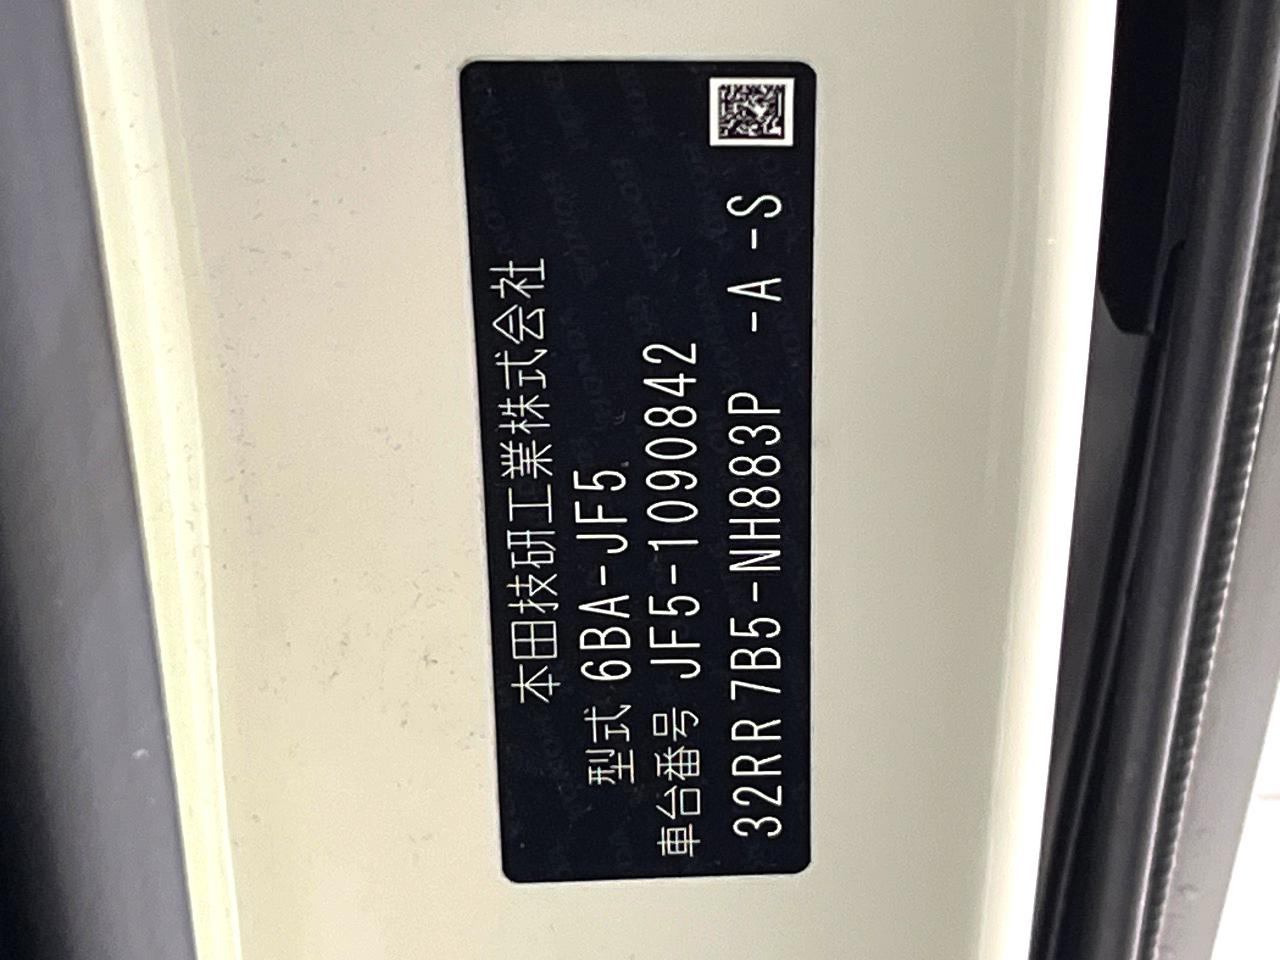 本田技研工業株式会社
型式 6BA-JF5
車台番号 JF5-1090842
32RR 7B5-NH883P -A -S